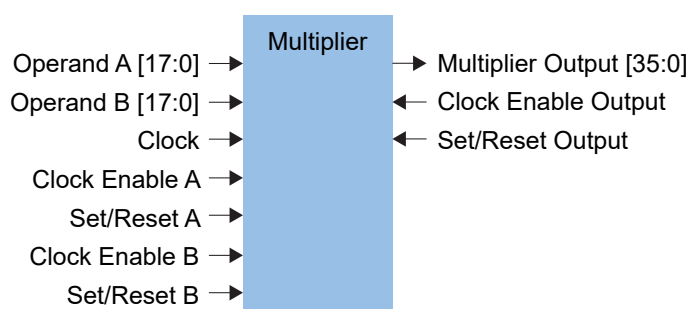 Multiplier
Operand A [17:0]
Operand B [17:0]
Clock
Clock Enable A
Set/Reset A
Clock Enable B
Set/Reset B
Multiplier Output [35:0]
Clock Enable Output
Set/Reset Output